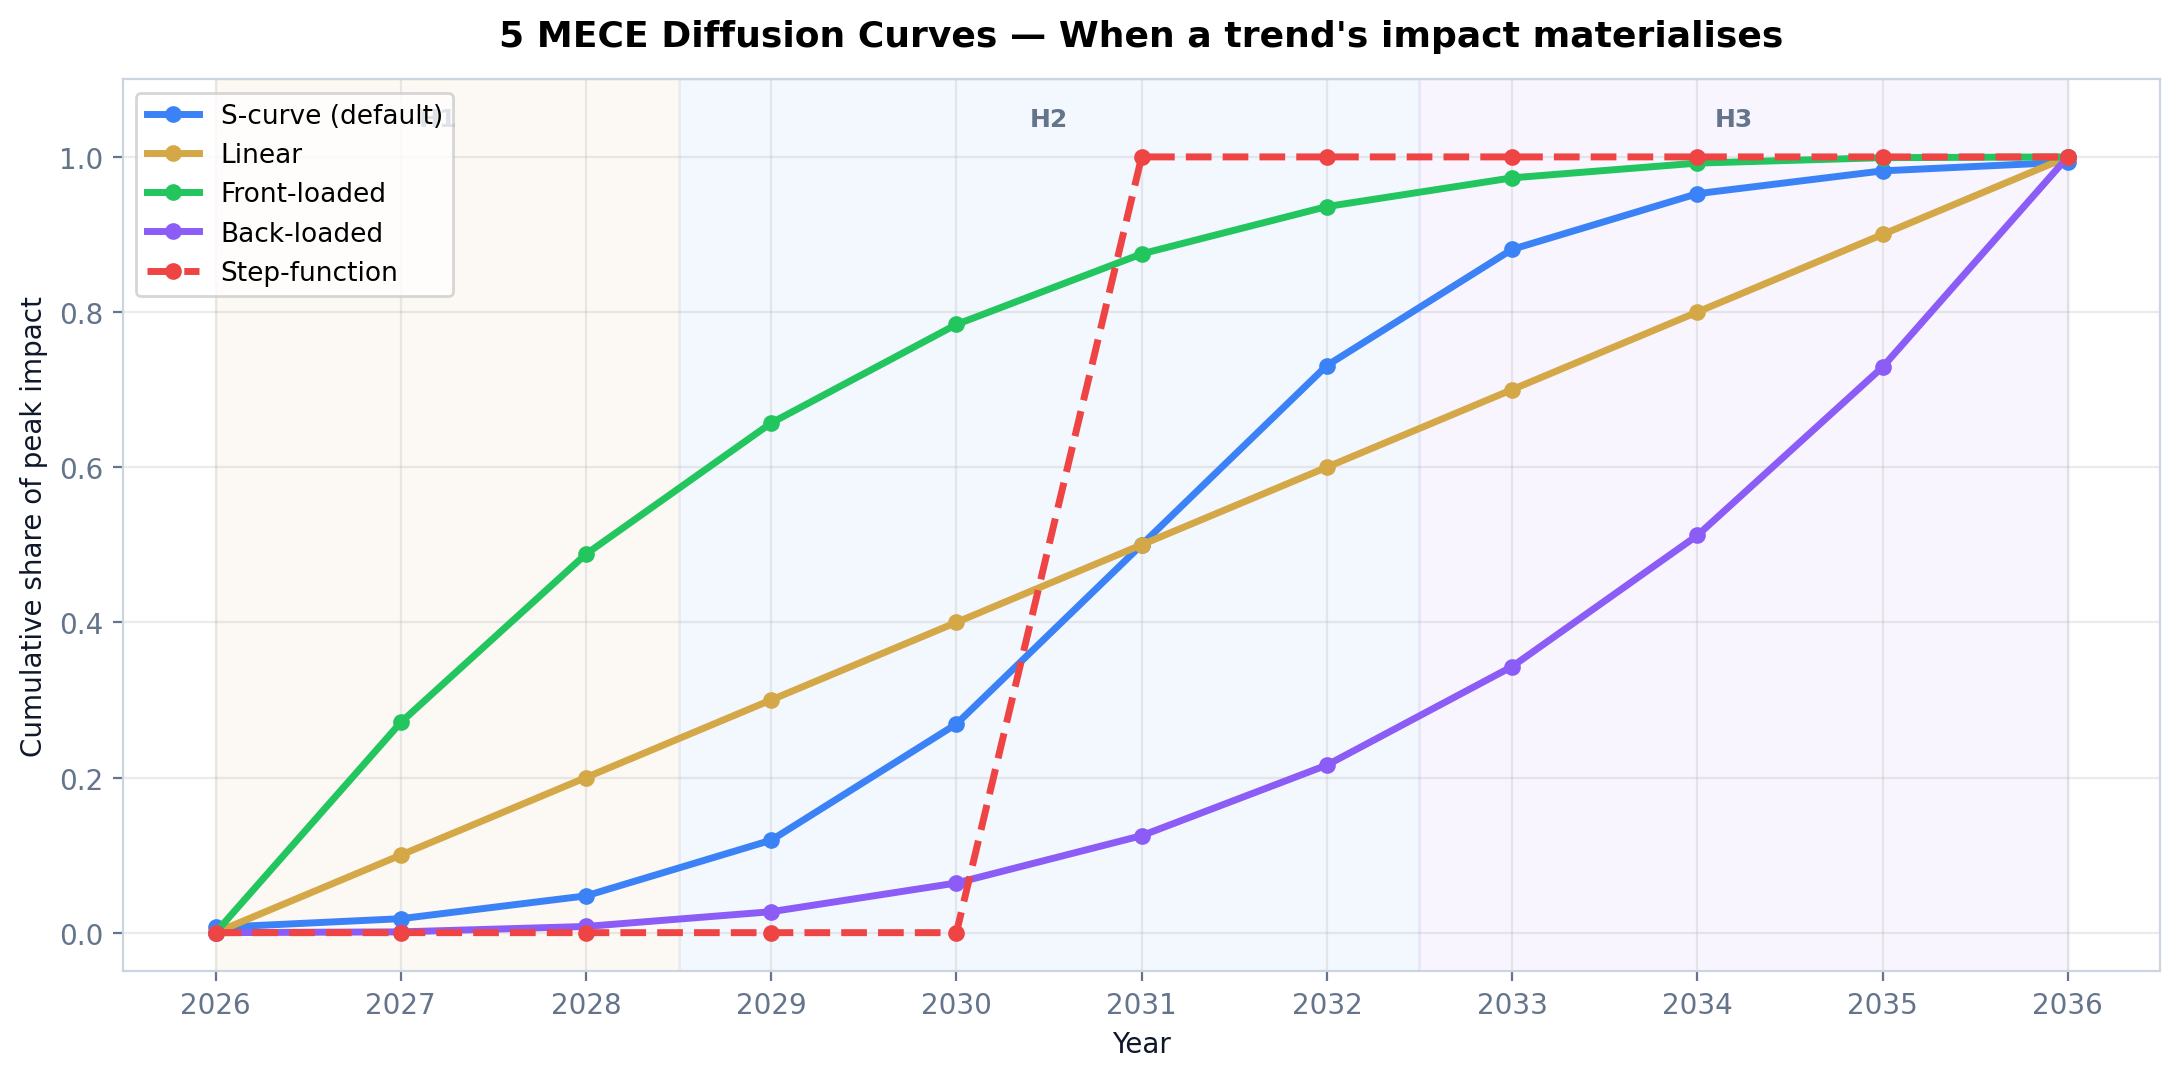 5 MECE Diffusion Curves — When a trend's impact materialises
S-curve (default)
Linear
Front-loaded
Back-loaded
Step-function
H1
H2
H3
Cumulative share of peak impact
1.0
0.8
0.6
0.4
0.2
0.0
2026 2027 2028 2029 2030 2031 2032 2033 2034 2035 2036
Year